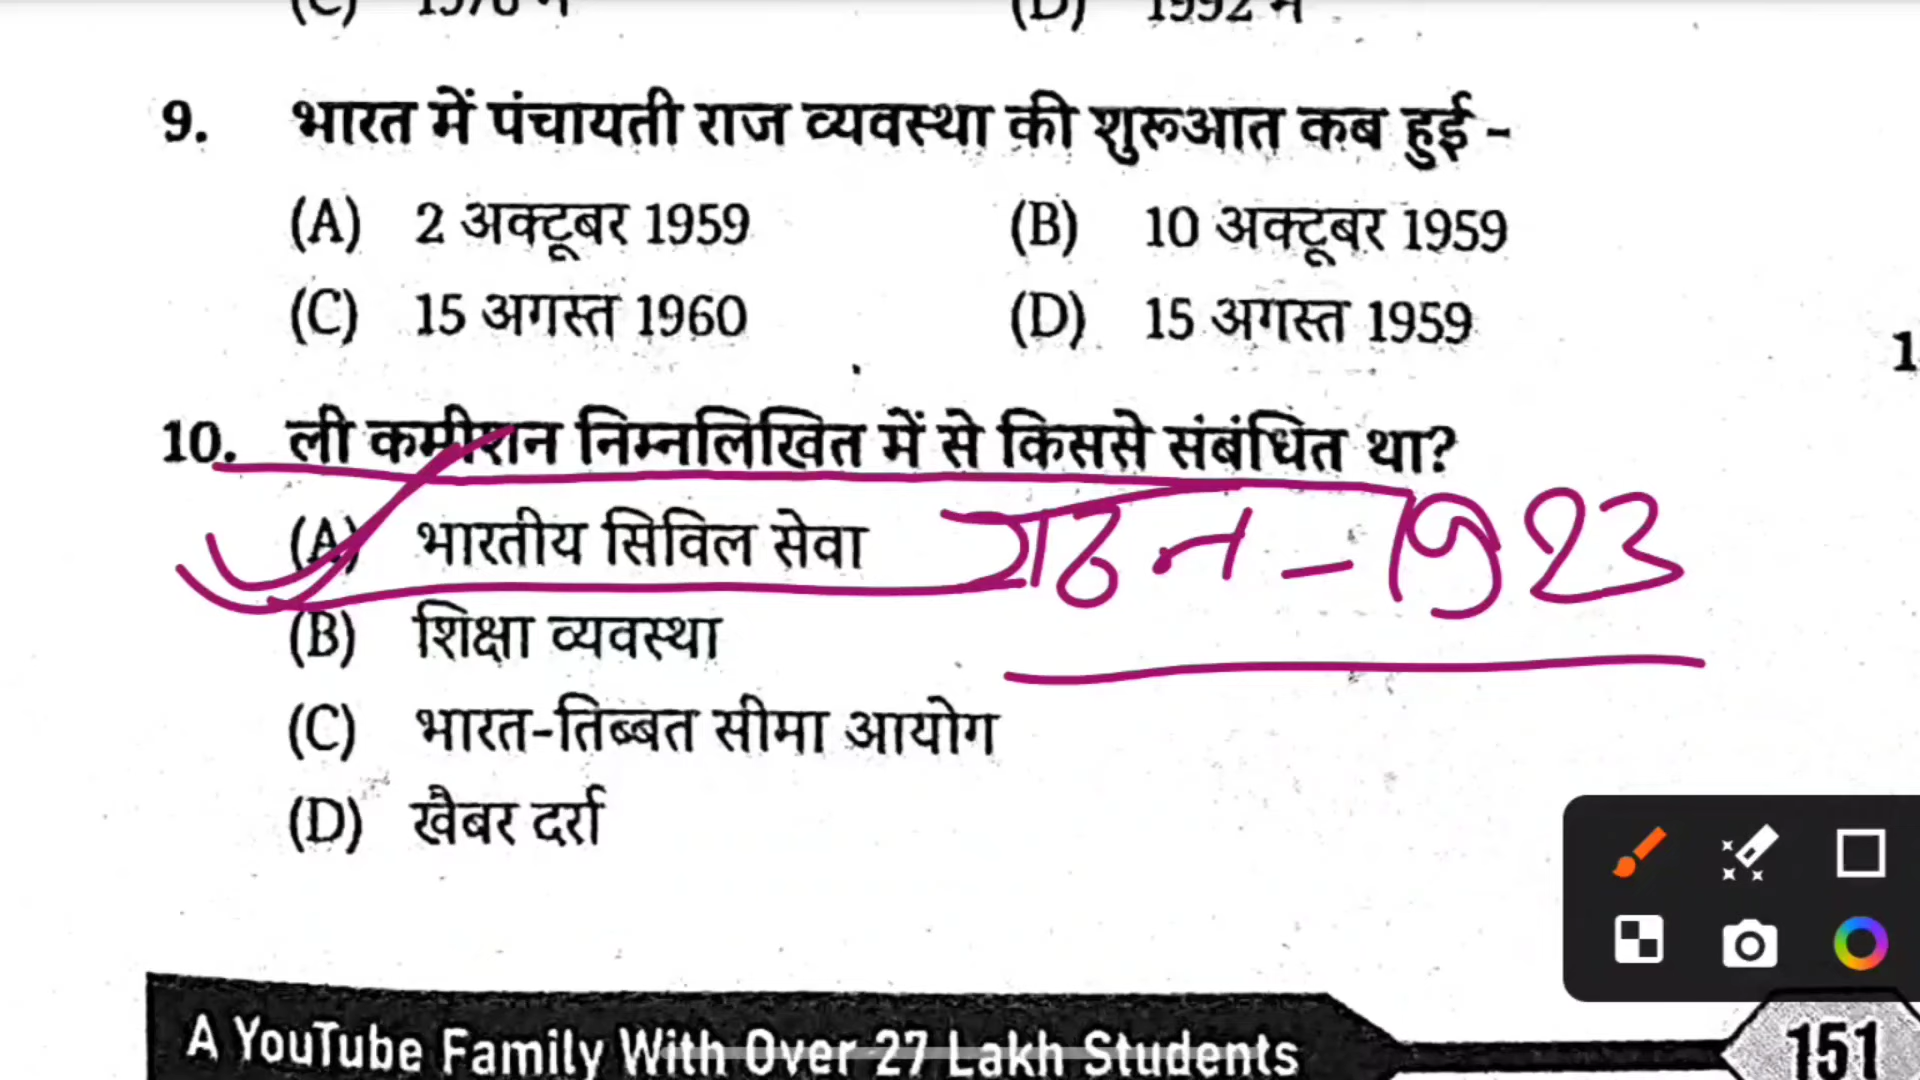 (C) 1978 में (D) 1992 में
9. भारत में पंचायती राज व्यवस्था की शुरूआत कब हुई -
(A) 2 अक्टूबर 1959 (B) 10 अक्टूबर 1959
(C) 15 अगस्त 1960 (D) 15 अगस्त 1959
10. ली कमीशन निम्नलिखित में से किससे संबंधित था?
(A) भारतीय सिविल सेवा गठन - 1923
(B) शिक्षा व्यवस्था
(C) भारत-तिब्बत सीमा आयोग
(D) खैबर दर्रा
A YouTube Family With Over 27 Lakh Students 151